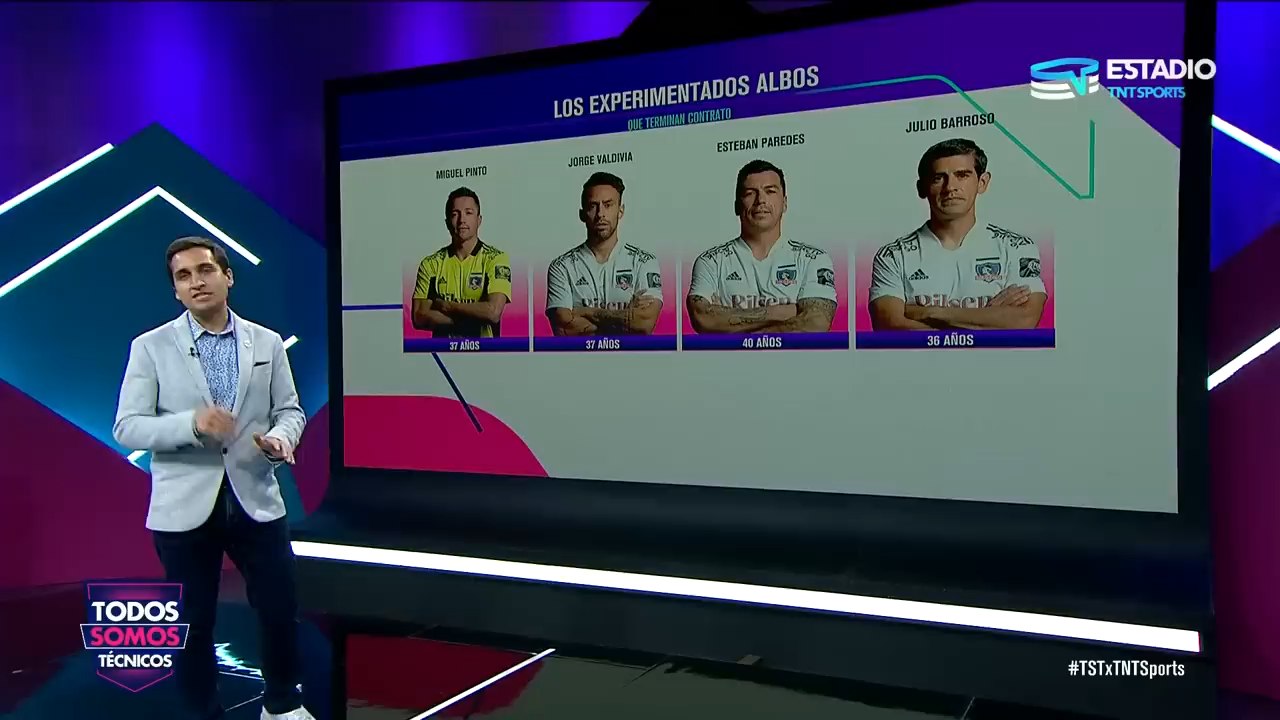 LOS EXPERIMENTADOS ALBOS
QUE TERMINAN CONTRATO
ESTADIO
TNT SPORTS
MIGUEL PINTO
JORGE VALDIVIA
ESTEBAN PAREDES
JULIO BARROSO
37 AÑOS
37 AÑOS
40 AÑOS
36 AÑOS
TODOS
SOMOS
TÉCNICOS
#TSTxTNTSports